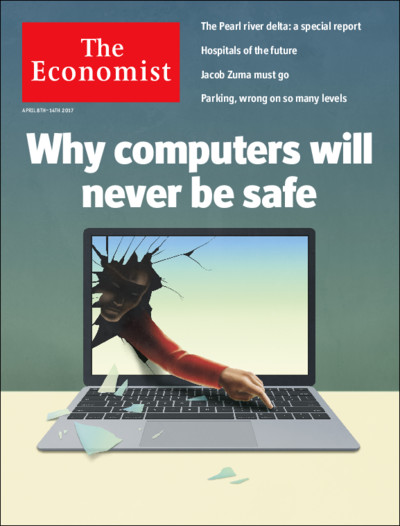 The
Economist
APRIL 8TH–14TH 2017
The Pearl river delta: a special report
Hospitals of the future
Jacob Zuma must go
Parking, wrong on so many levels
Why computers will
never be safe